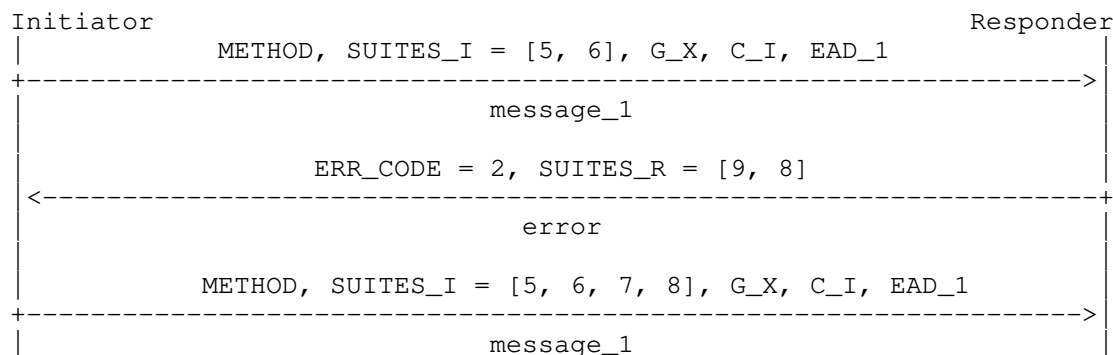 Initiator Responder
METHOD, SUITES_I = [5, 6], G_X, C_I, EAD_1
message_1
ERR_CODE = 2, SUITES_R = [9, 8]
error
METHOD, SUITES_I = [5, 6, 7, 8], G_X, C_I, EAD_1
message_1